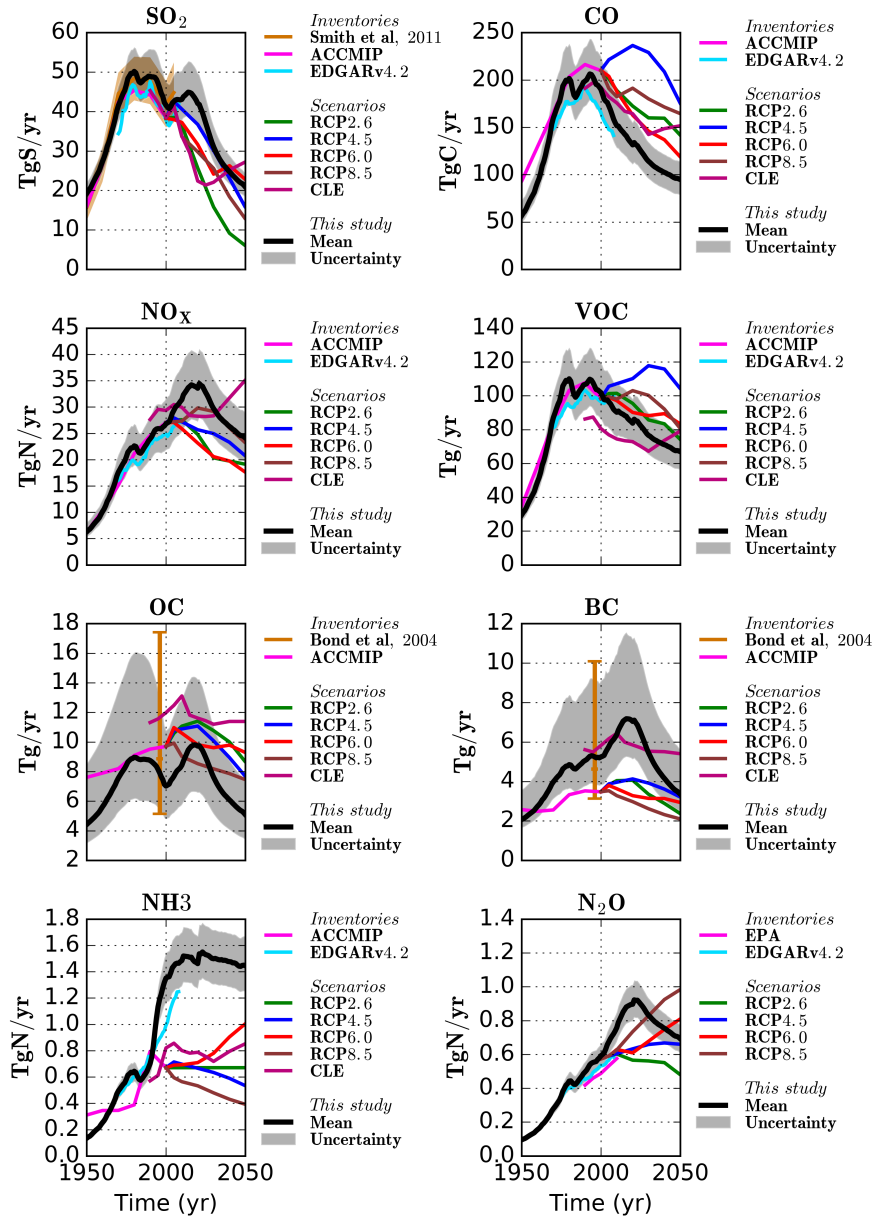 SO2
TgS/yr
60
50
40
30
20
10
0
Inventories
Smith et al, 2011
ACCMIP
EDGARv4.2
Scenarios
RCP2.6
RCP4.5
RCP6.0
RCP8.5
CLE
This study
Mean
Uncertainty
CO
TgC/yr
250
200
150
100
50
0
Inventories
ACCMIP
EDGARv4.2
Scenarios
RCP2.6
RCP4.5
RCP6.0
RCP8.5
CLE
This study
Mean
Uncertainty
NOX
TgN/yr
45
40
35
30
25
20
15
10
5
0
Inventories
ACCMIP
EDGARv4.2
Scenarios
RCP2.6
RCP4.5
RCP6.0
RCP8.5
CLE
This study
Mean
Uncertainty
VOC
Tg/yr
140
120
100
80
60
40
20
0
Inventories
ACCMIP
EDGARv4.2
Scenarios
RCP2.6
RCP4.5
RCP6.0
RCP8.5
CLE
This study
Mean
Uncertainty
OC
Tg/yr
18
16
14
12
10
8
6
4
2
Inventories
Bond et al, 2004
ACCMIP
Scenarios
RCP2.6
RCP4.5
RCP6.0
RCP8.5
CLE
This study
Mean
Uncertainty
BC
Tg/yr
12
10
8
6
4
2
0
Inventories
Bond et al, 2004
ACCMIP
Scenarios
RCP2.6
RCP4.5
RCP6.0
RCP8.5
CLE
This study
Mean
Uncertainty
NH3
TgN/yr
1.8
1.6
1.4
1.2
1.0
0.8
0.6
0.4
0.2
0.0
1950 2000 2050
Time (yr)
Inventories
ACCMIP
EDGARv4.2
Scenarios
RCP2.6
RCP4.5
RCP6.0
RCP8.5
CLE
This study
Mean
Uncertainty
N2O
TgN/yr
1.4
1.2
1.0
0.8
0.6
0.4
0.2
0.0
1950 2000 2050
Time (yr)
Inventories
EPA
EDGARv4.2
Scenarios
RCP2.6
RCP4.5
RCP6.0
RCP8.5
This study
Mean
Uncertainty